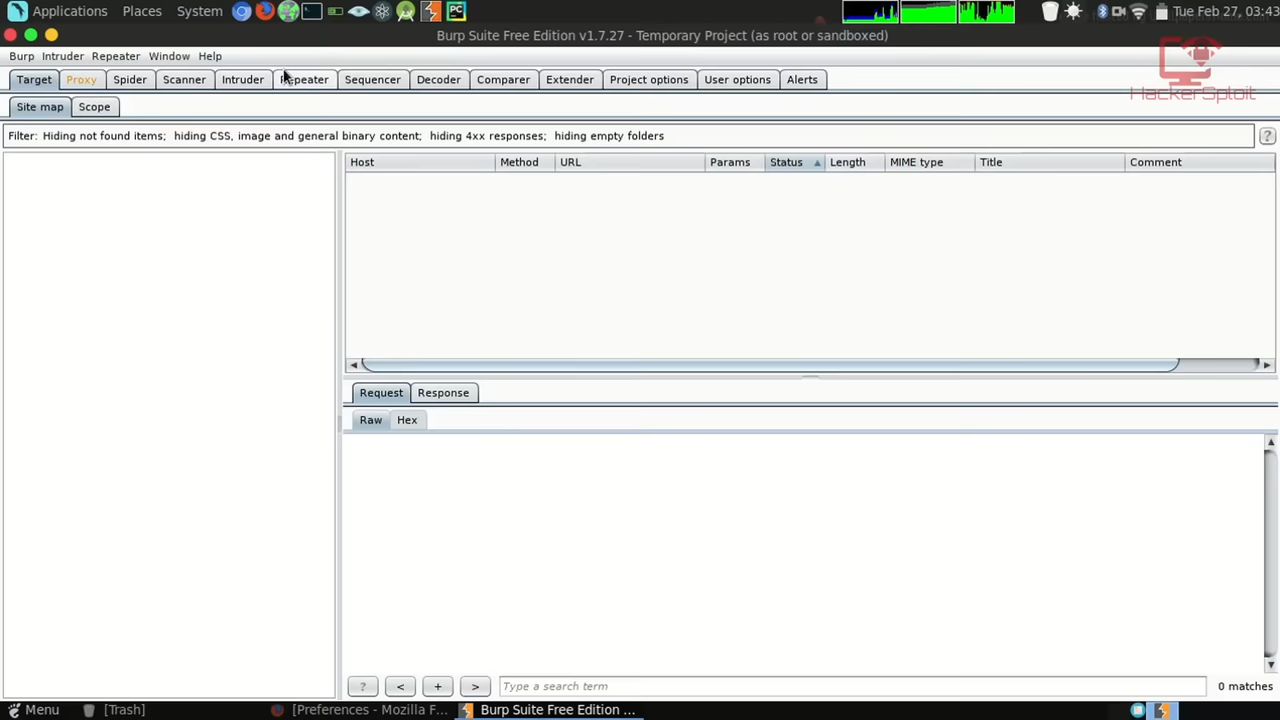 Applications Places System Tue Feb 27, 03:43
Burp Suite Free Edition v1.7.27 - Temporary Project (as root or sandboxed)
Burp Intruder Repeater Window Help
HackerSploit
Target Proxy Spider Scanner Intruder Repeater Sequencer Decoder Comparer Extender Project options User options Alerts
Site map Scope
Filter: Hiding not found items; hiding CSS, image and general binary content; hiding 4xx responses; hiding empty folders ?
Host Method URL Params Status Length MIME type Title Comment
Request Response
Raw Hex
? < + > Type a search term 0 matches
Menu [Trash] [Preferences - Mozilla F... Burp Suite Free Edition ...